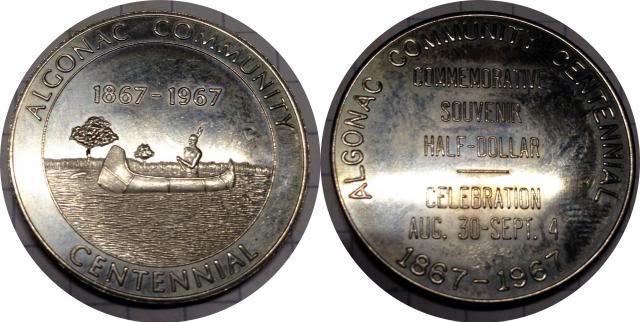 ALGONAC COMMUNITY
1867-1967
CENTENNIAL
ALGONAC COMMUNITY CENTENNIAL
COMMEMORATIVE
SOUVENIR
HALF-DOLLAR
CELEBRATION
AUG. 30-SEPT. 4
1867-1967